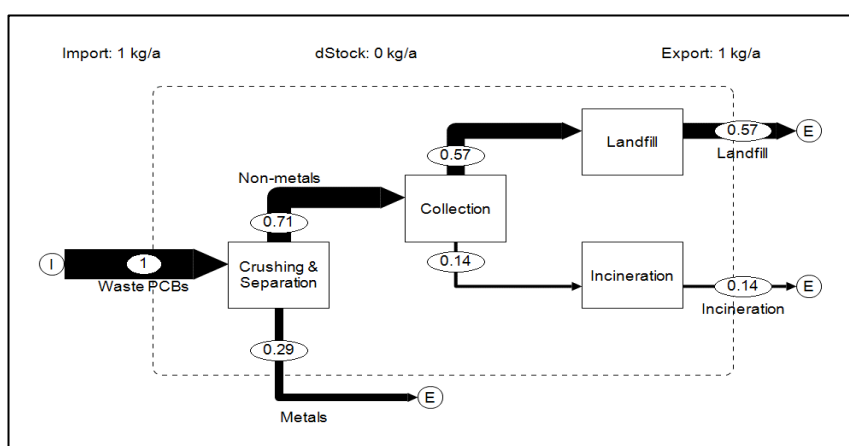 Import: 1 kg/a
dStock: 0 kg/a
Export: 1 kg/a
0.57
E
Landfill
Landfill
0.57
Non-metals
Collection
0.71
I
1
Waste PCBs
Crushing &
Separation
0.14
Incineration
0.14
E
Incineration
0.29
E
Metals